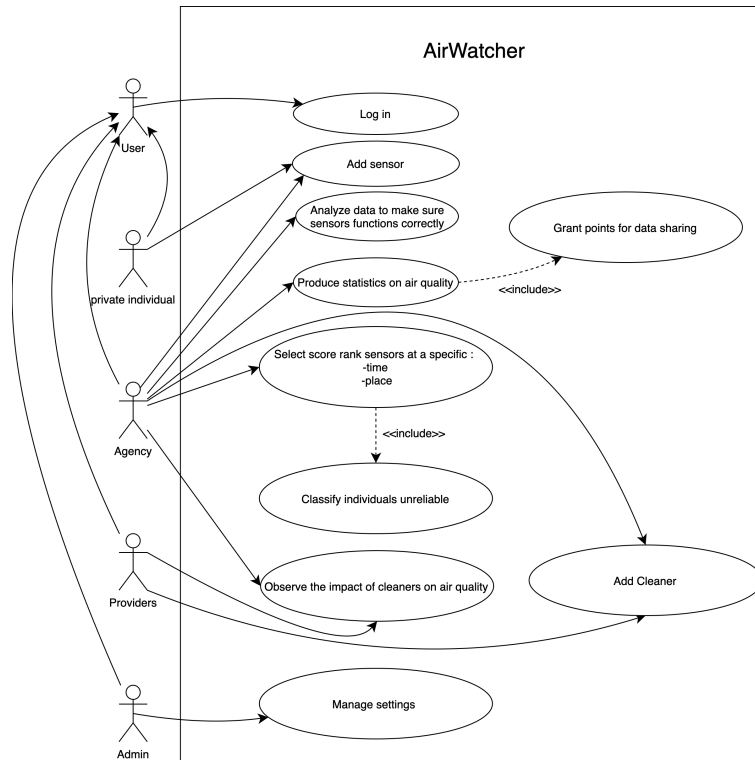 AirWatcher
Log in
User
Add sensor
Analyze data to make sure
sensors functions correctly
Grant points for data sharing
private individual
Produce statistics on air quality
<<include>>
Select score rank sensors at a specific :
-time
-place
<<include>>
Agency
Classify individuals unreliable
Observe the impact of cleaners on air quality
Add Cleaner
Providers
Manage settings
Admin